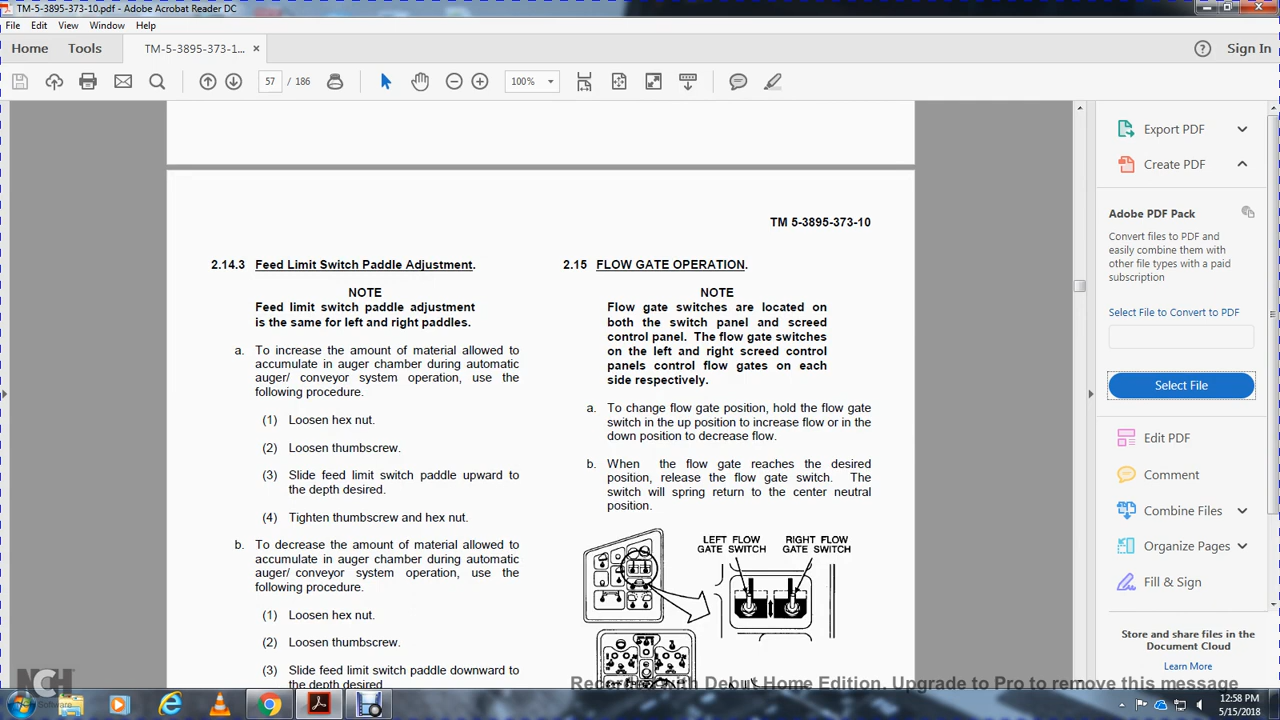 TM-5-3895-373-10.pdf - Adobe Acrobat Reader DC
File Edit View Window Help
Home Tools TM-5-3895-373-1... × Sign In
57 / 186 100%
TM 5-3895-373-10
2.14.3 Feed Limit Switch Paddle Adjustment.
NOTE
Feed limit switch paddle adjustment
is the same for left and right paddles.
a. To increase the amount of material allowed to
accumulate in auger chamber during automatic
auger/ conveyor system operation, use the
following procedure.
(1) Loosen hex nut.
(2) Loosen thumbscrew.
(3) Slide feed limit switch paddle upward to
the depth desired.
(4) Tighten thumbscrew and hex nut.
b. To decrease the amount of material allowed to
accumulate in auger chamber during automatic
auger/ conveyor system operation, use the
following procedure.
(1) Loosen hex nut.
(2) Loosen thumbscrew.
(3) Slide feed limit switch paddle downward to
the depth desired
2.15 FLOW GATE OPERATION.
NOTE
Flow gate switches are located on
both the switch panel and screed
control panel. The flow gate switches
on the left and right screed control
panels control flow gates on each
side respectively.
a. To change flow gate position, hold the flow gate
switch in the up position to increase flow or in the
down position to decrease flow.
b. When the flow gate reaches the desired
position, release the flow gate switch. The
switch will spring return to the center neutral
position.
LEFT FLOW
GATE SWITCH
RIGHT FLOW
GATE SWITCH
Export PDF
Create PDF
Adobe PDF Pack
Convert files to PDF and
easily combine them with
other file types with a paid
subscription
Select File to Convert to PDF
Select File
Edit PDF
Comment
Combine Files
Organize Pages
Fill & Sign
Store and share files in the
Document Cloud
Learn More
NCH
with Debut Home Edition. Upgrade to Pro to remove this message
12:58 PM
5/15/2018